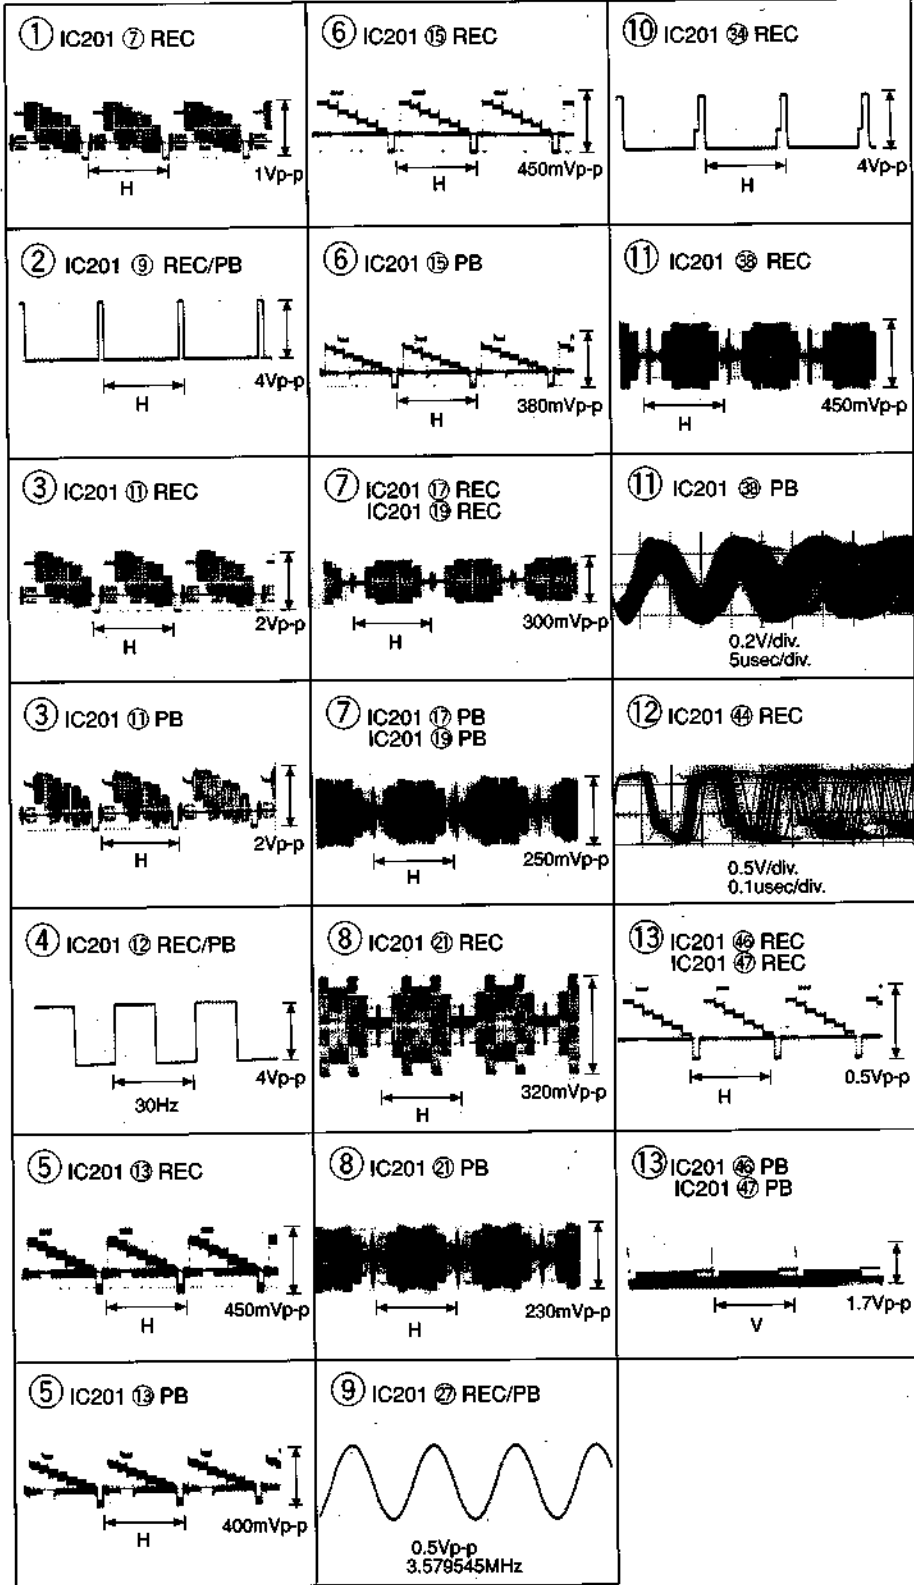 ① IC201 ⑦ REC
1Vp-p
H
② IC201 ⑨ REC/PB
4Vp-p
H
③ IC201 ⑪ REC
2Vp-p
H
③ IC201 ⑪ PB
2Vp-p
H
④ IC201 ⑫ REC/PB
4Vp-p
30Hz
⑤ IC201 ⑬ REC
450mVp-p
H
⑤ IC201 ⑬ PB
400mVp-p
H
⑥ IC201 ⑮ REC
450mVp-p
H
⑥ IC201 ⑮ PB
380mVp-p
H
⑦ IC201 ⑰ REC
IC201 ⑲ REC
300mVp-p
H
⑦ IC201 ⑰ PB
IC201 ⑲ PB
250mVp-p
H
⑧ IC201 ㉑ REC
320mVp-p
H
⑧ IC201 ㉑ PB
230mVp-p
H
⑨ IC201 ㉗ REC/PB
0.5Vp-p
3.579545MHz
⑩ IC201 ㉞ REC
4Vp-p
H
⑪ IC201 ㊳ REC
450mVp-p
H
⑪ IC201 ㊳ PB
0.2V/div.
5usec/div.
⑫ IC201 ㊹ REC
0.5V/div.
0.1usec/div.
⑬ IC201 ㊻ REC
IC201 ㊼ REC
0.5Vp-p
H
⑬ IC201 ㊻ PB
IC201 ㊼ PB
1.7Vp-p
V